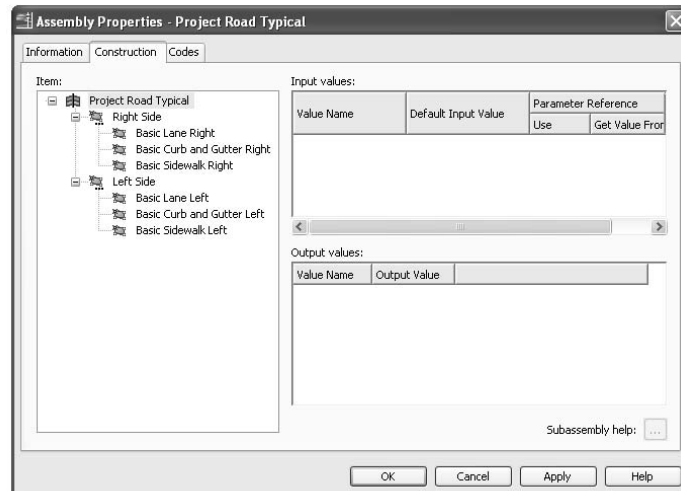 Assembly Properties - Project Road Typical
Information Construction Codes
Item:
Project Road Typical
Right Side
Basic Lane Right
Basic Curb and Gutter Right
Basic Sidewalk Right
Left Side
Basic Lane Left
Basic Curb and Gutter Left
Basic Sidewalk Left
Input values:
Value Name Default Input Value Parameter Reference
Use Get Value Fror
Output values:
Value Name Output Value
Subassembly help: ...
OK Cancel Apply Help